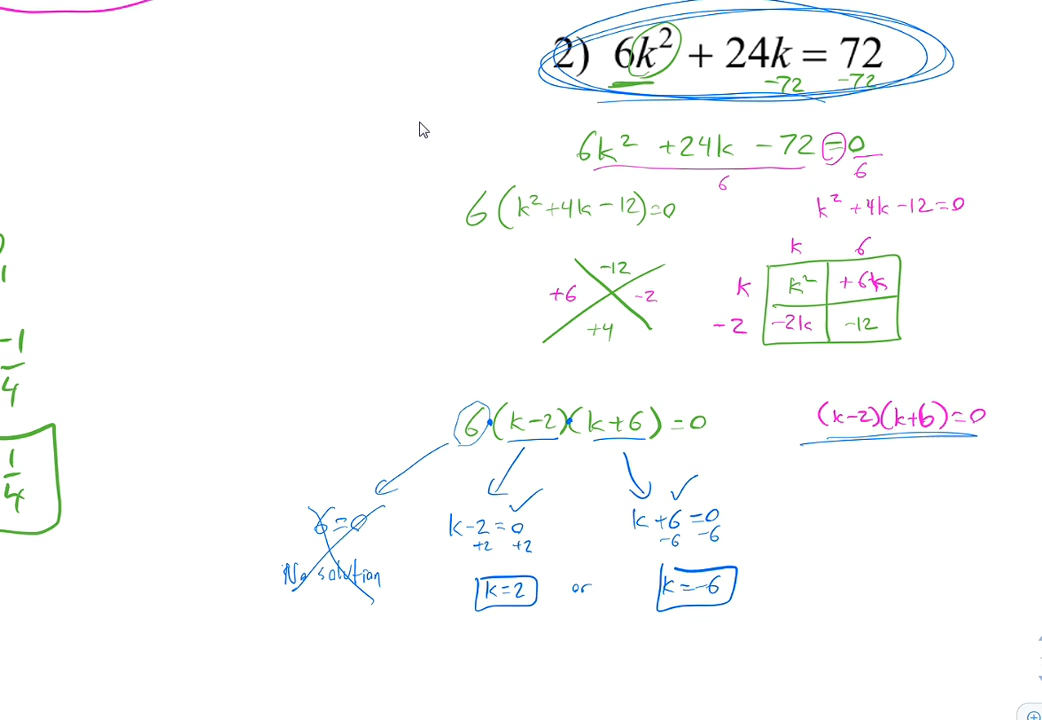 2) 6k² + 24k = 72
-72 -72
6k² +24k -72 = 0
6 6
6(k²+4k-12)=0
k²+4k-12=0
k 6
-12
+6 -2
+4
k k² +6k
-2 -2k -12
-1
4
1
4
6·(k-2)·(k+6)=0
(k-2)(k+6)=0
6=0
No solution
k-2=0
+2 +2
k+6=0
-6 -6
k=2 or k=-6